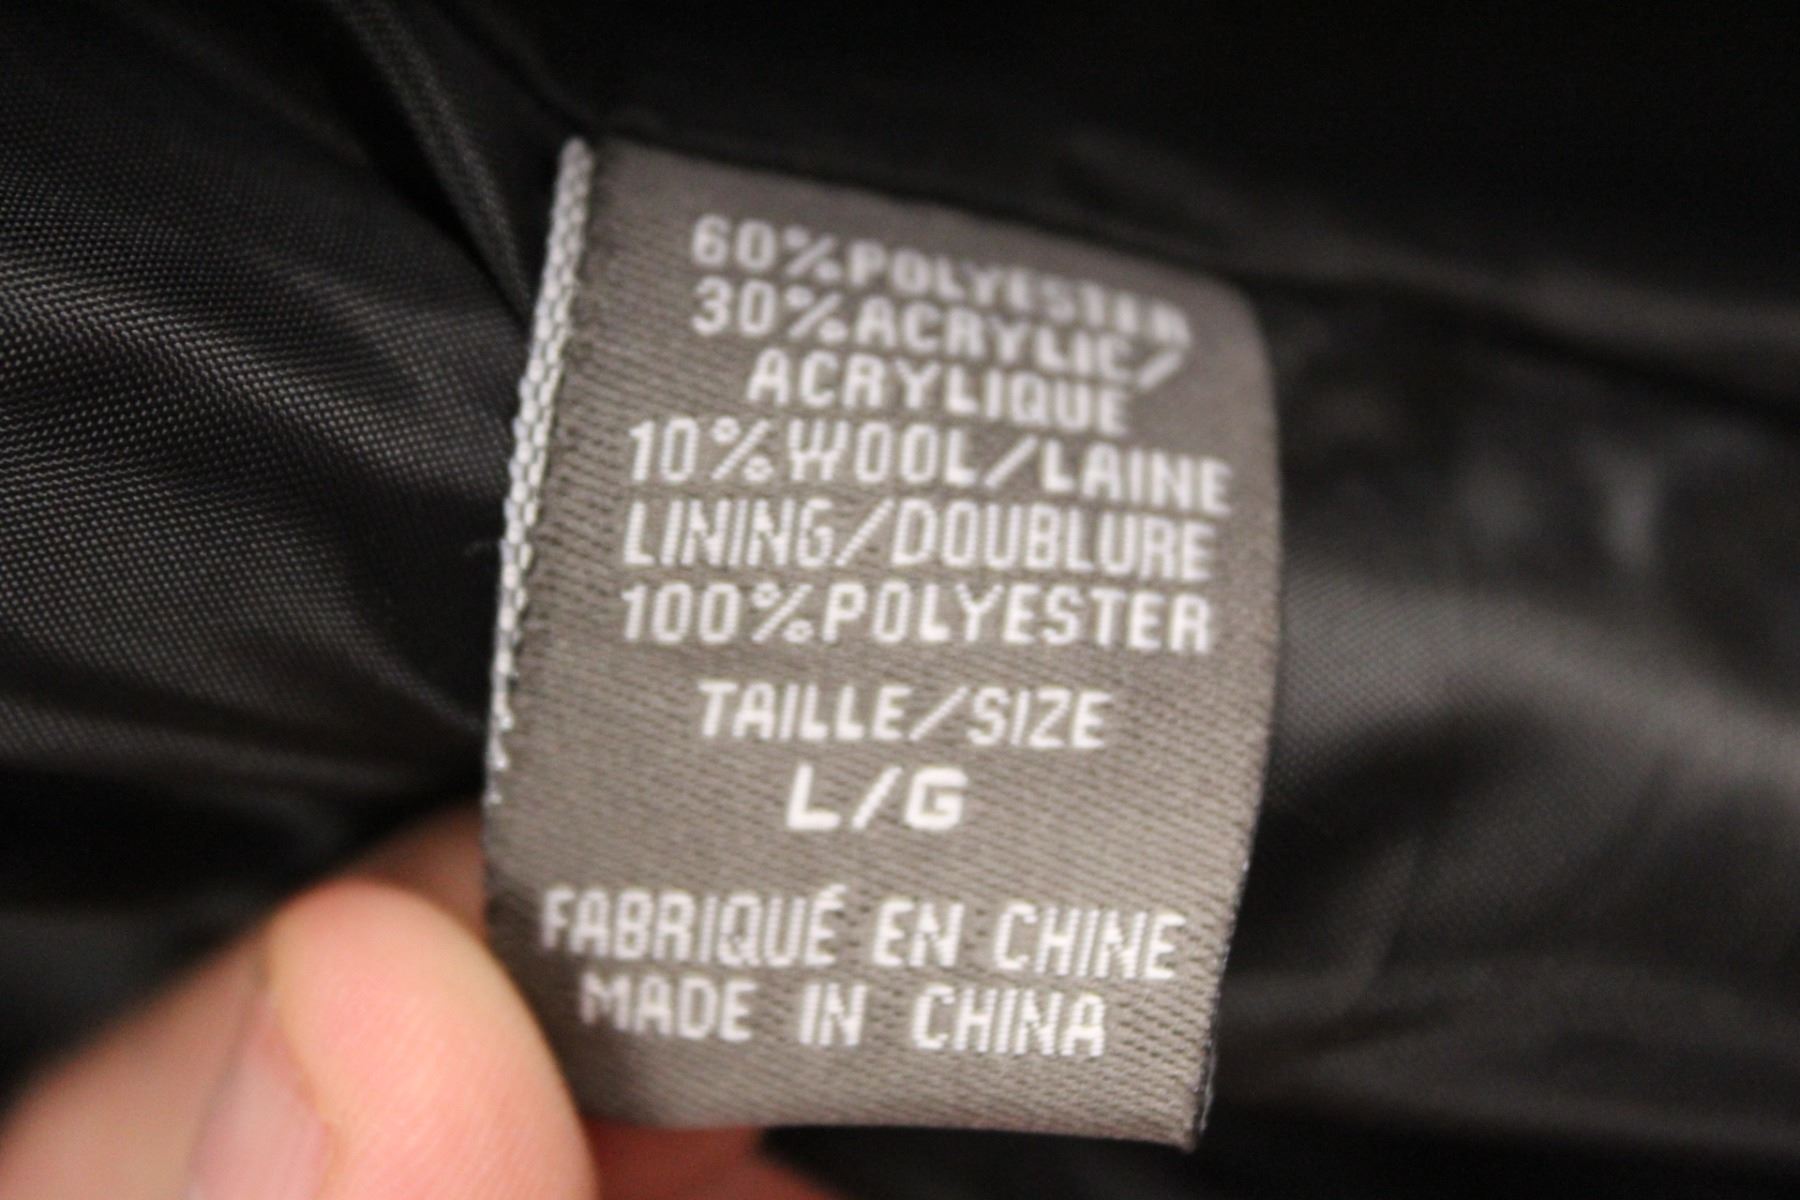 60%POLYESTER
30%ACRYLIC/
ACRYLIQUE
10%WOOL/LAINE
LINING/DOUBLURE
100%POLYESTER
TAILLE/SIZE
L/G
FABRIQUÉ EN CHINE
MADE IN CHINA